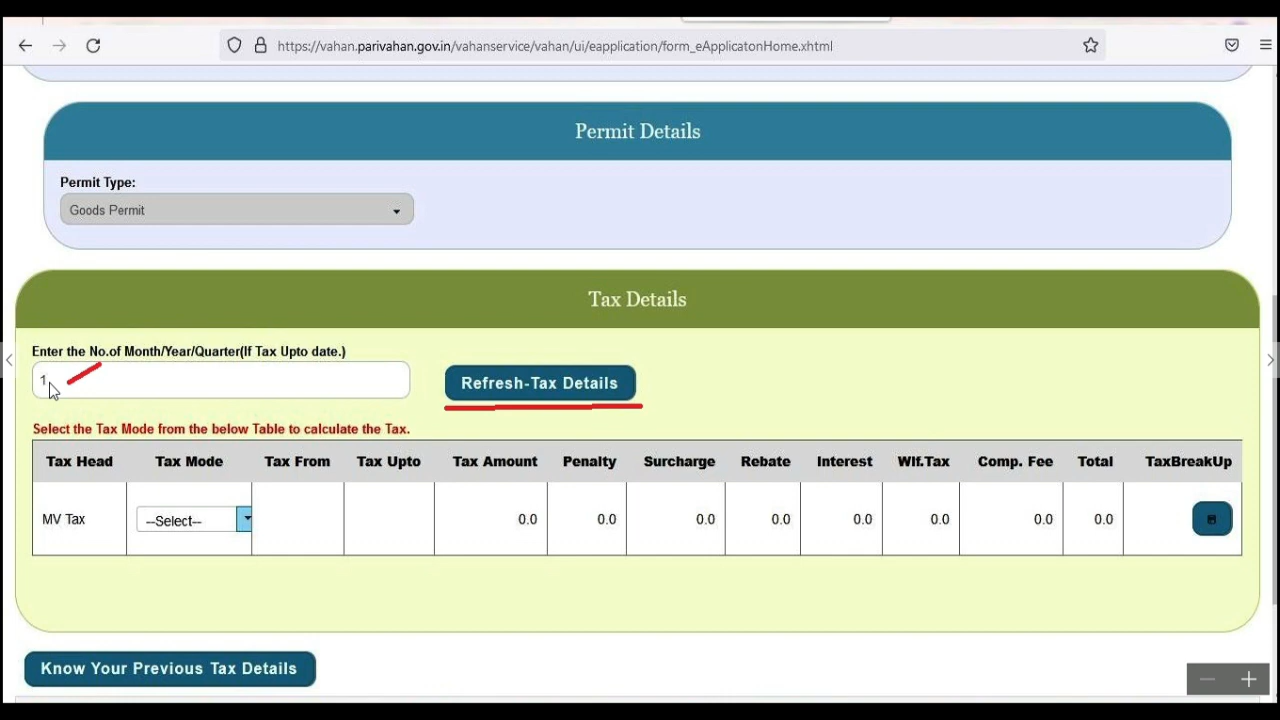 https://vahan.parivahan.gov.in/vahanservice/vahan/ui/eapplication/form_eApplicatonHome.xhtml
Permit Details
Permit Type:
Goods Permit
Tax Details
Enter the No.of Month/Year/Quarter(If Tax Upto date.)
1
Refresh-Tax Details
Select the Tax Mode from the below Table to calculate the Tax.
Tax Head Tax Mode Tax From Tax Upto Tax Amount Penalty Surcharge Rebate Interest Wlf.Tax Comp. Fee Total TaxBreakUp
MV Tax --Select-- 0.0 0.0 0.0 0.0 0.0 0.0 0.0 0.0
Know Your Previous Tax Details